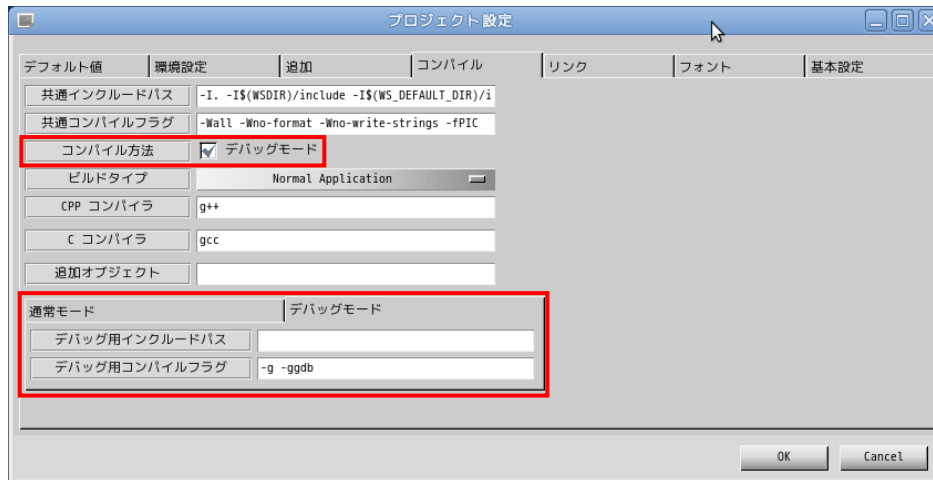 プロジェクト設定
デフォルト値 環境設定 追加 コンパイル リンク フォント 基本設定
共通インクルードパス -I. -I$(WSDIR)/include -I$(WS_DEFAULT_DIR)/i
共通コンパイルフラグ -Wall -Wno-format -Wno-write-strings -fPIC
コンパイル方法 デバッグモード
ビルドタイプ Normal Application
CPP コンパイラ g++
C コンパイラ gcc
追加オブジェクト
通常モード デバッグモード
デバッグ用インクルードパス
デバッグ用コンパイルフラグ -g -ggdb
OK Cancel